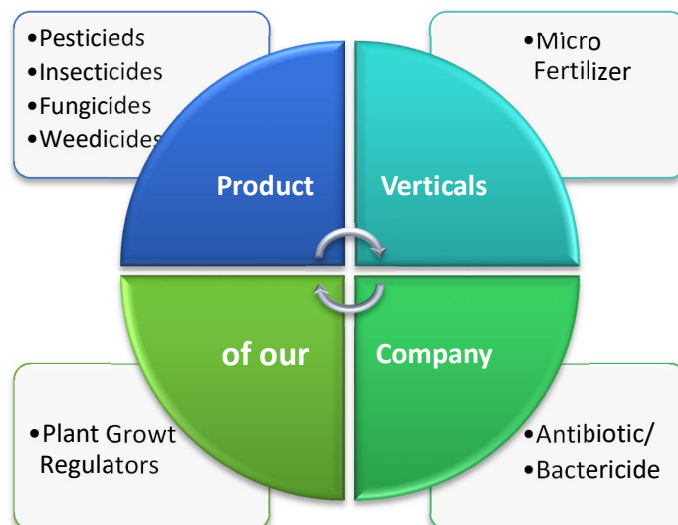 •Pesticieds
•Insecticides
•Fungicides
•Weedicides
•Micro
Fertilizer
Product
Verticals
of our
Company
•Plant Growt
Regulators
•Antibiotic/
•Bactericide